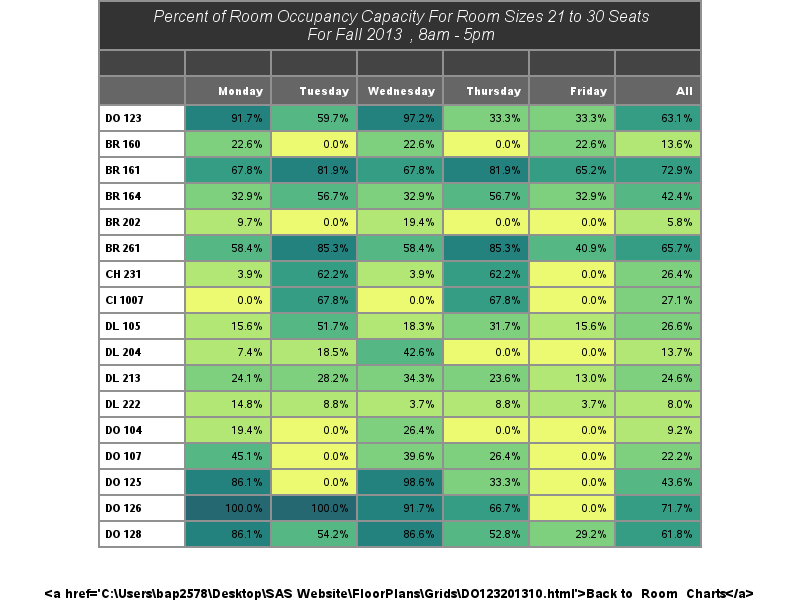 Percent of Room Occupancy Capacity For Room Sizes 21 to 30 Seats
For Fall 2013 , 8am - 5pm
Monday Tuesday Wednesday Thursday Friday All
DO 123 91.7% 59.7% 97.2% 33.3% 33.3% 63.1%
BR 160 22.6% 0.0% 22.6% 0.0% 22.6% 13.6%
BR 161 67.8% 81.9% 67.8% 81.9% 65.2% 72.9%
BR 164 32.9% 56.7% 32.9% 56.7% 32.9% 42.4%
BR 202 9.7% 0.0% 19.4% 0.0% 0.0% 5.8%
BR 261 58.4% 85.3% 58.4% 85.3% 40.9% 65.7%
CH 231 3.9% 62.2% 3.9% 62.2% 0.0% 26.4%
CI 1007 0.0% 67.8% 0.0% 67.8% 0.0% 27.1%
DL 105 15.6% 51.7% 18.3% 31.7% 15.6% 26.6%
DL 204 7.4% 18.5% 42.6% 0.0% 0.0% 13.7%
DL 213 24.1% 28.2% 34.3% 23.6% 13.0% 24.6%
DL 222 14.8% 8.8% 3.7% 8.8% 3.7% 8.0%
DO 104 19.4% 0.0% 26.4% 0.0% 0.0% 9.2%
DO 107 45.1% 0.0% 39.6% 26.4% 0.0% 22.2%
DO 125 86.1% 0.0% 98.6% 33.3% 0.0% 43.6%
DO 126 100.0% 100.0% 91.7% 66.7% 0.0% 71.7%
DO 128 86.1% 54.2% 86.6% 52.8% 29.2% 61.8%
<a href='C:\Users\bap2578\Desktop\SAS Website\FloorPlans\Grids\DO123201310.html'>Back to Room Charts</a>